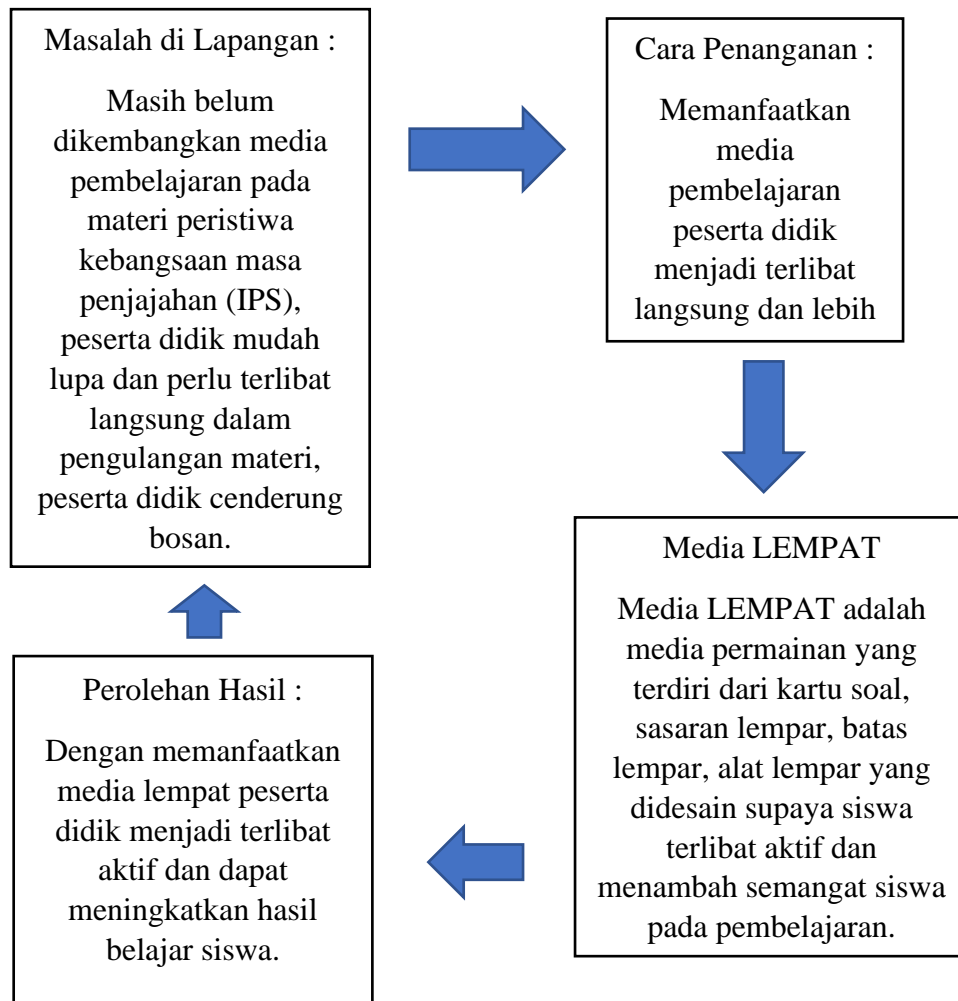 Masalah di Lapangan :
Masih belum
dikembangkan media
pembelajaran pada
materi peristiwa
kebangsaan masa
penjajahan (IPS),
peserta didik mudah
lupa dan perlu terlibat
langsung dalam
pengulangan materi,
peserta didik cenderung
bosan.
Cara Penanganan :
Memanfaatkan
media
pembelajaran
peserta didik
menjadi terlibat
langsung dan lebih
Media LEMPAT
Media LEMPAT adalah
media permainan yang
terdiri dari kartu soal,
sasaran lempar, batas
lempar, alat lempar yang
didesain supaya siswa
terlibat aktif dan
menambah semangat siswa
pada pembelajaran.
Perolehan Hasil :
Dengan memanfaatkan
media lempat peserta
didik menjadi terlibat
aktif dan dapat
meningkatkan hasil
belajar siswa.